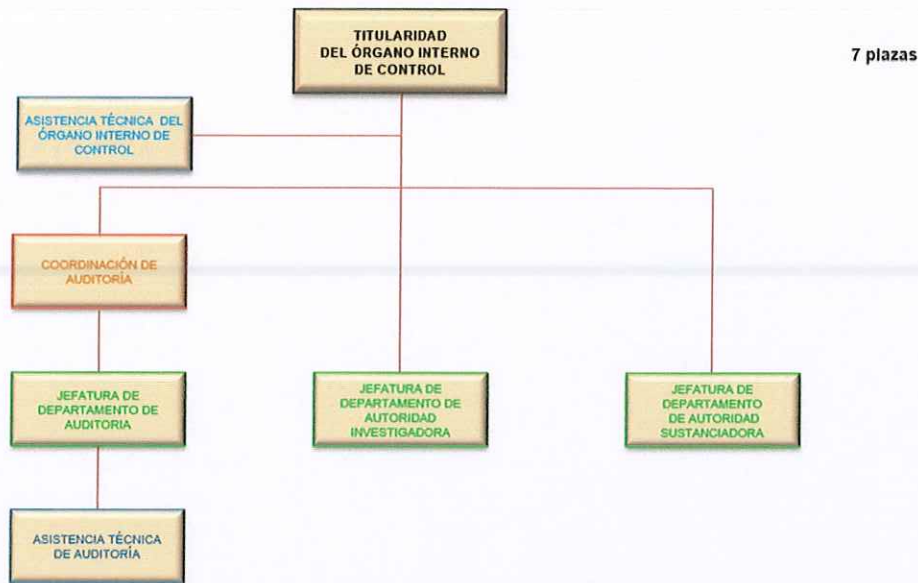 TITULARIDAD
DEL ÓRGANO INTERNO
DE CONTROL
7 plazas
ASISTENCIA TÉCNICA DEL
ÓRGANO INTERNO DE
CONTROL
COORDINACIÓN DE
AUDITORÍA
JEFATURA DE
DEPARTAMENTO DE
AUDITORIA
JEFATURA DE
DEPARTAMENTO DE
AUTORIDAD
INVESTIGADORA
JEFATURA DE
DEPARTAMENTO
DE AUTORIDAD
SUSTANCIADORA
ASISTENCIA TÉCNICA
DE AUDITORÍA